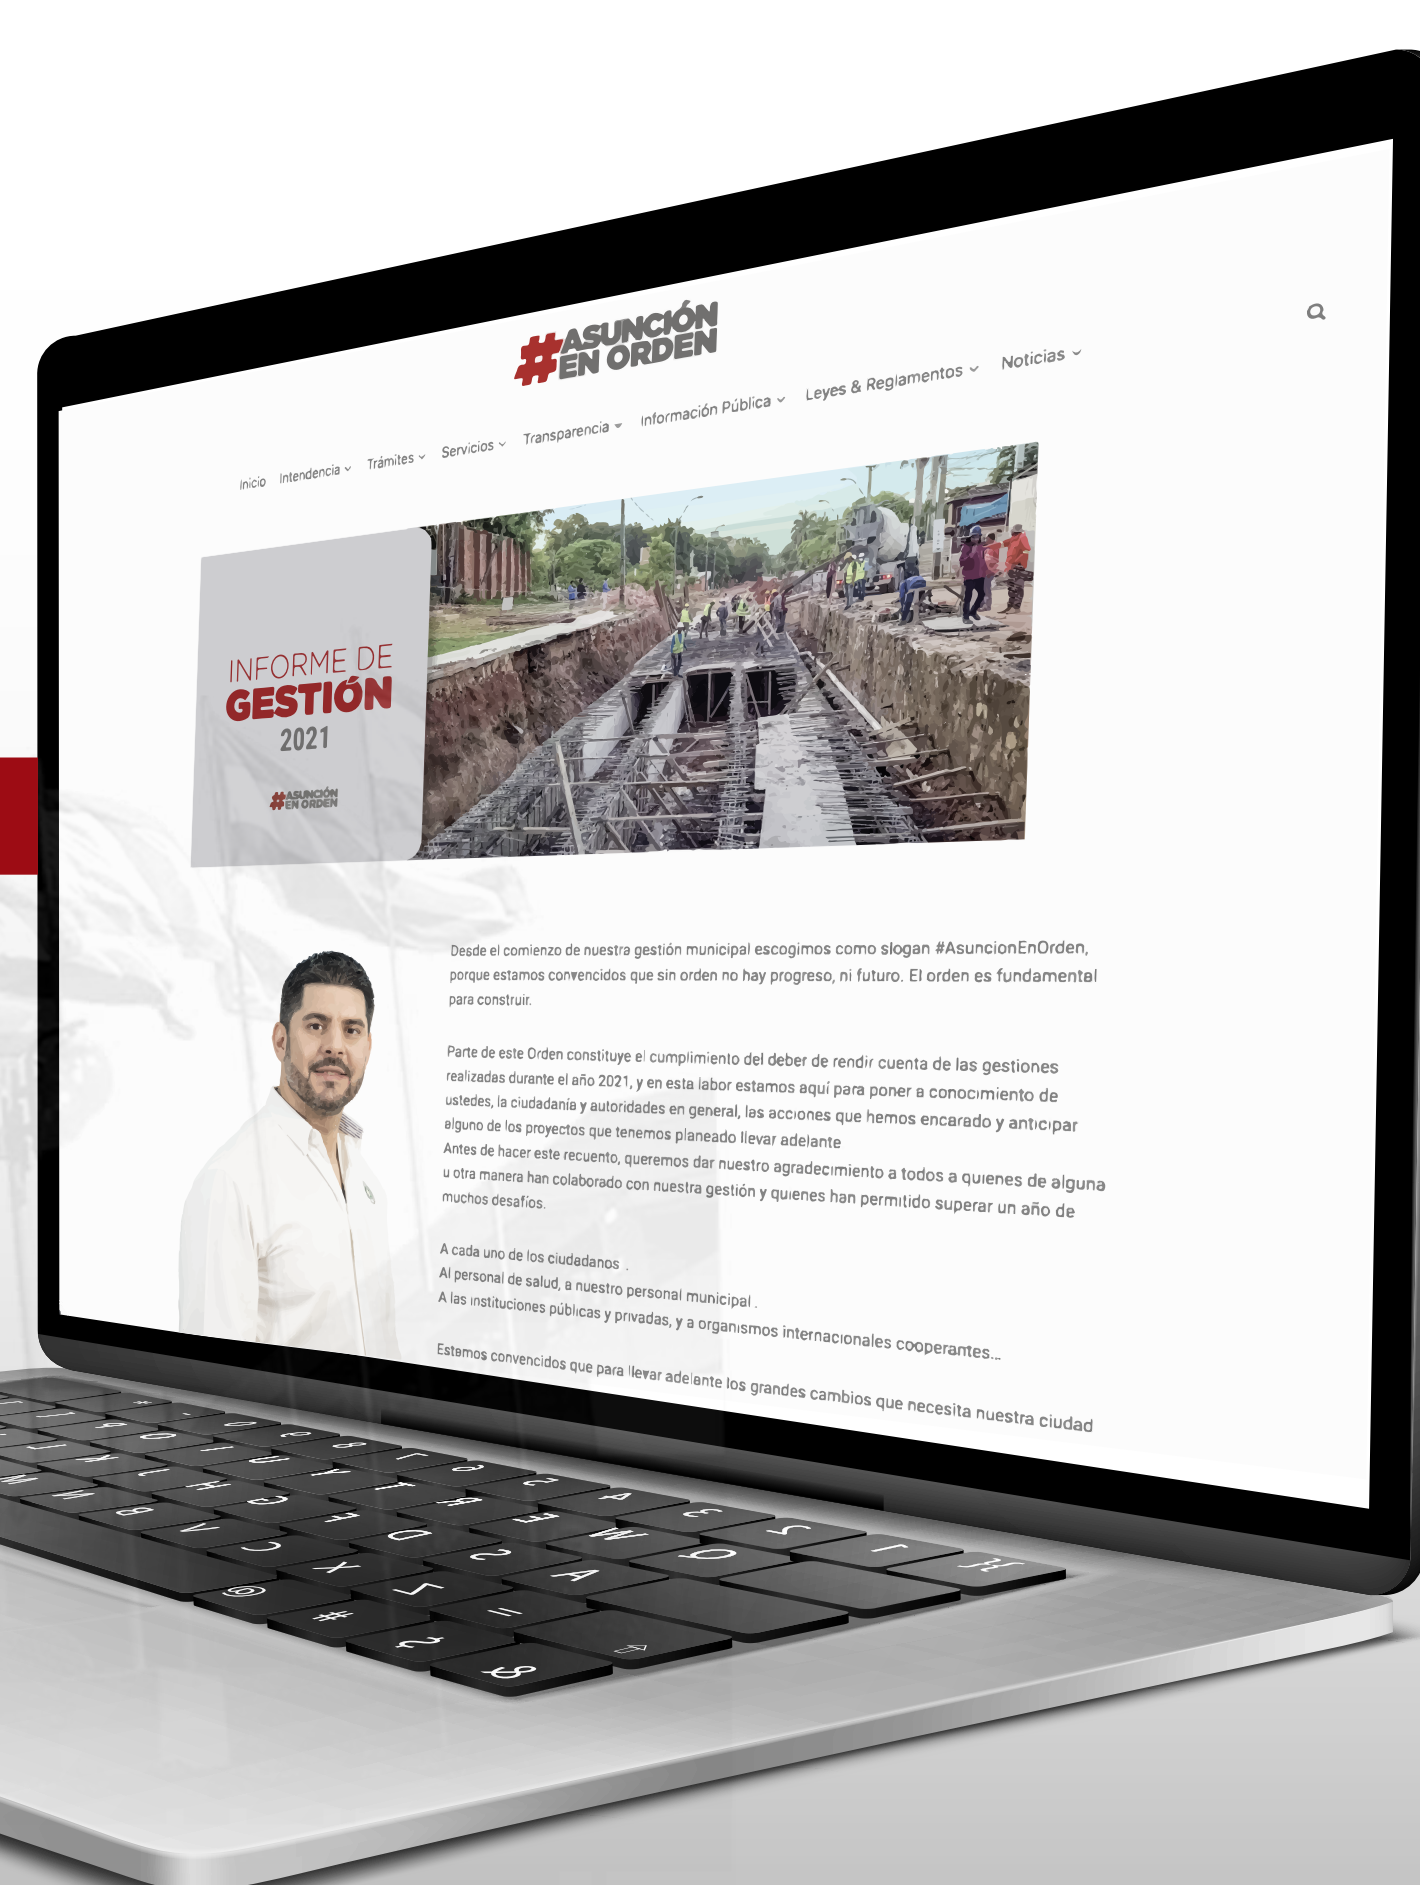 #ASUNCIÓN
EN ORDEN
Inicio Intendencia Trámites Servicios Transparencia Información Pública Leyes & Reglamentos Noticias
INFORME DE
GESTIÓN
2021
#ASUNCIÓN
EN ORDEN
Desde el comienzo de nuestra gestión municipal escogimos como slogan #AsuncionEnOrden,
porque estamos convencidos que sin orden no hay progreso, ni futuro. El orden es fundamental
para construir.
Parte de este Orden constituye el cumplimiento del deber de rendir cuenta de las gestiones
realizadas durante el año 2021, y en esta labor estamos aquí para poner a conocimiento de
ustedes, la ciudadanía y autoridades en general, las acciones que hemos encarado y anticipar
alguno de los proyectos que tenemos planeado llevar adelante
Antes de hacer este recuento, queremos dar nuestro agradecimiento a todos a quienes de alguna
u otra manera han colaborado con nuestra gestión y quienes han permitido superar un año de
muchos desafíos.
A cada uno de los ciudadanos .
Al personal de salud, a nuestro personal municipal .
A las instituciones públicas y privadas, y a organismos internacionales cooperantes...
Estamos convencidos que para llevar adelante los grandes cambios que necesita nuestra ciudad